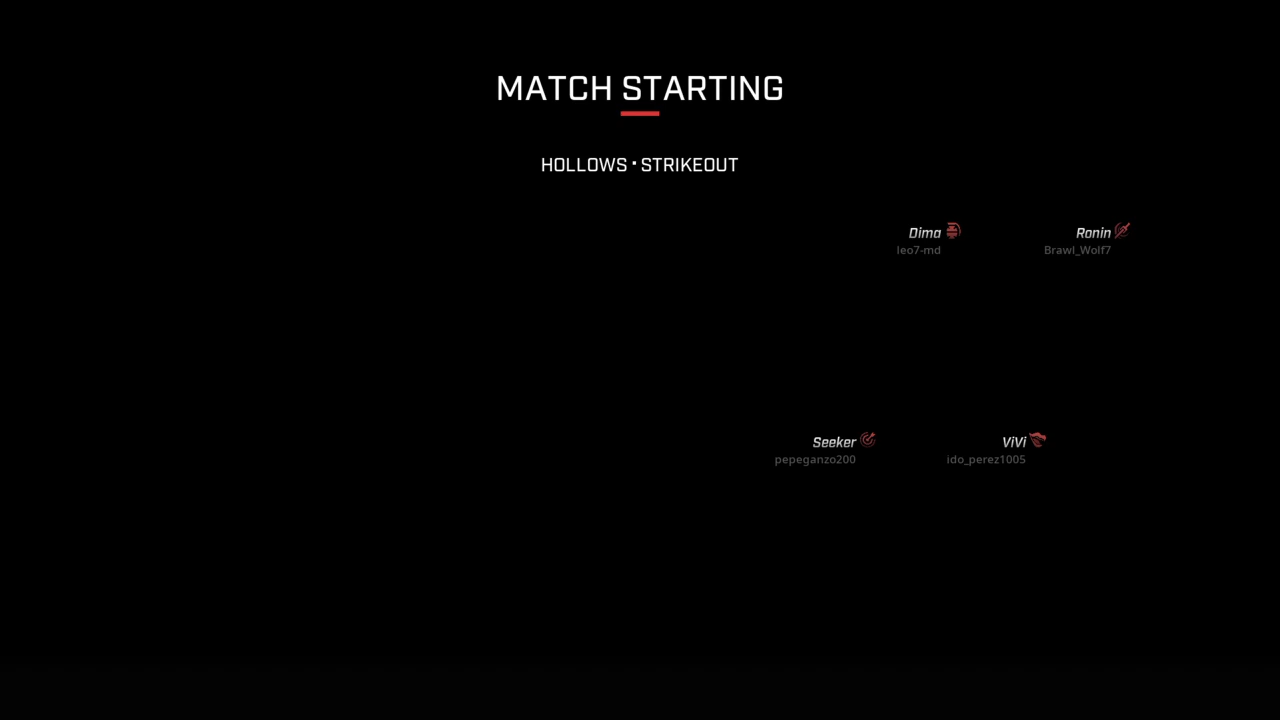 MATCH STARTING
HOLLOWS · STRIKEOUT
Dima
leo7-md
Ronin
Brawl_Wolf7
Seeker
pepeganzo200
ViVi
ido_perez1005